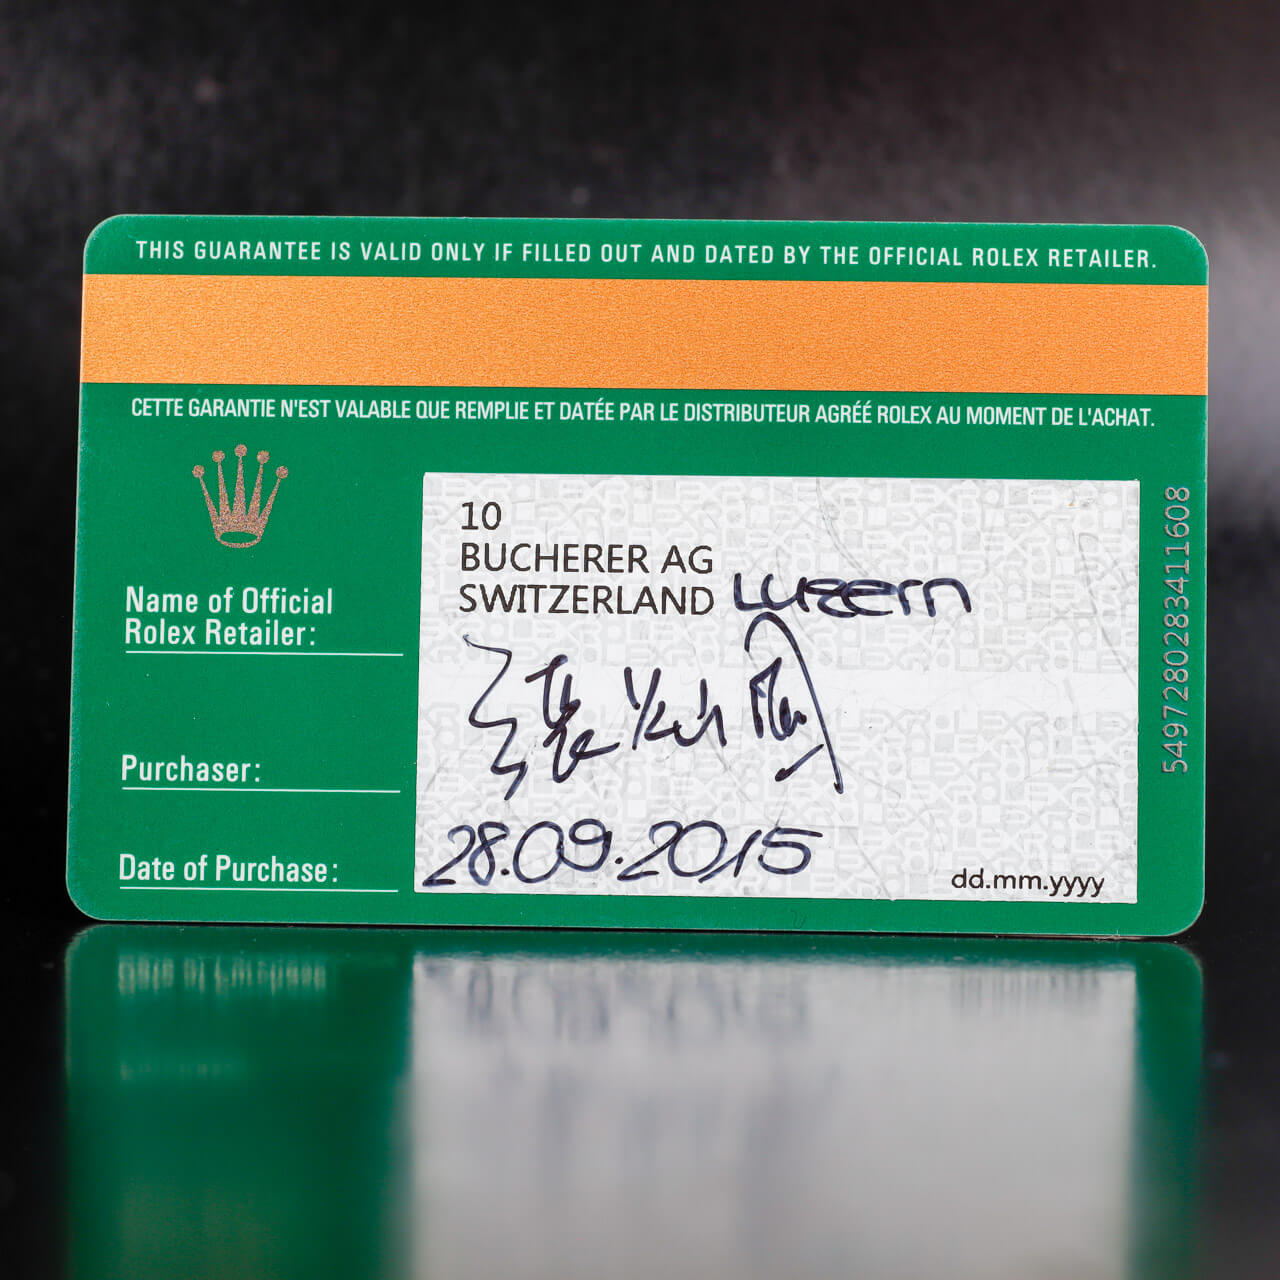 THIS GUARANTEE IS VALID ONLY IF FILLED OUT AND DATED BY THE OFFICIAL ROLEX RETAILER.
CETTE GARANTIE N'EST VALABLE QUE REMPLIE ET DATÉE PAR LE DISTRIBUTEUR AGRÉÉ ROLEX AU MOMENT DE L'ACHAT.
10
BUCHERER AG
SWITZERLAND Luzern
Name of Official
Rolex Retailer:
Purchaser:
Date of Purchase: 28.09.2015
dd.mm.yyyy
5497280283411608